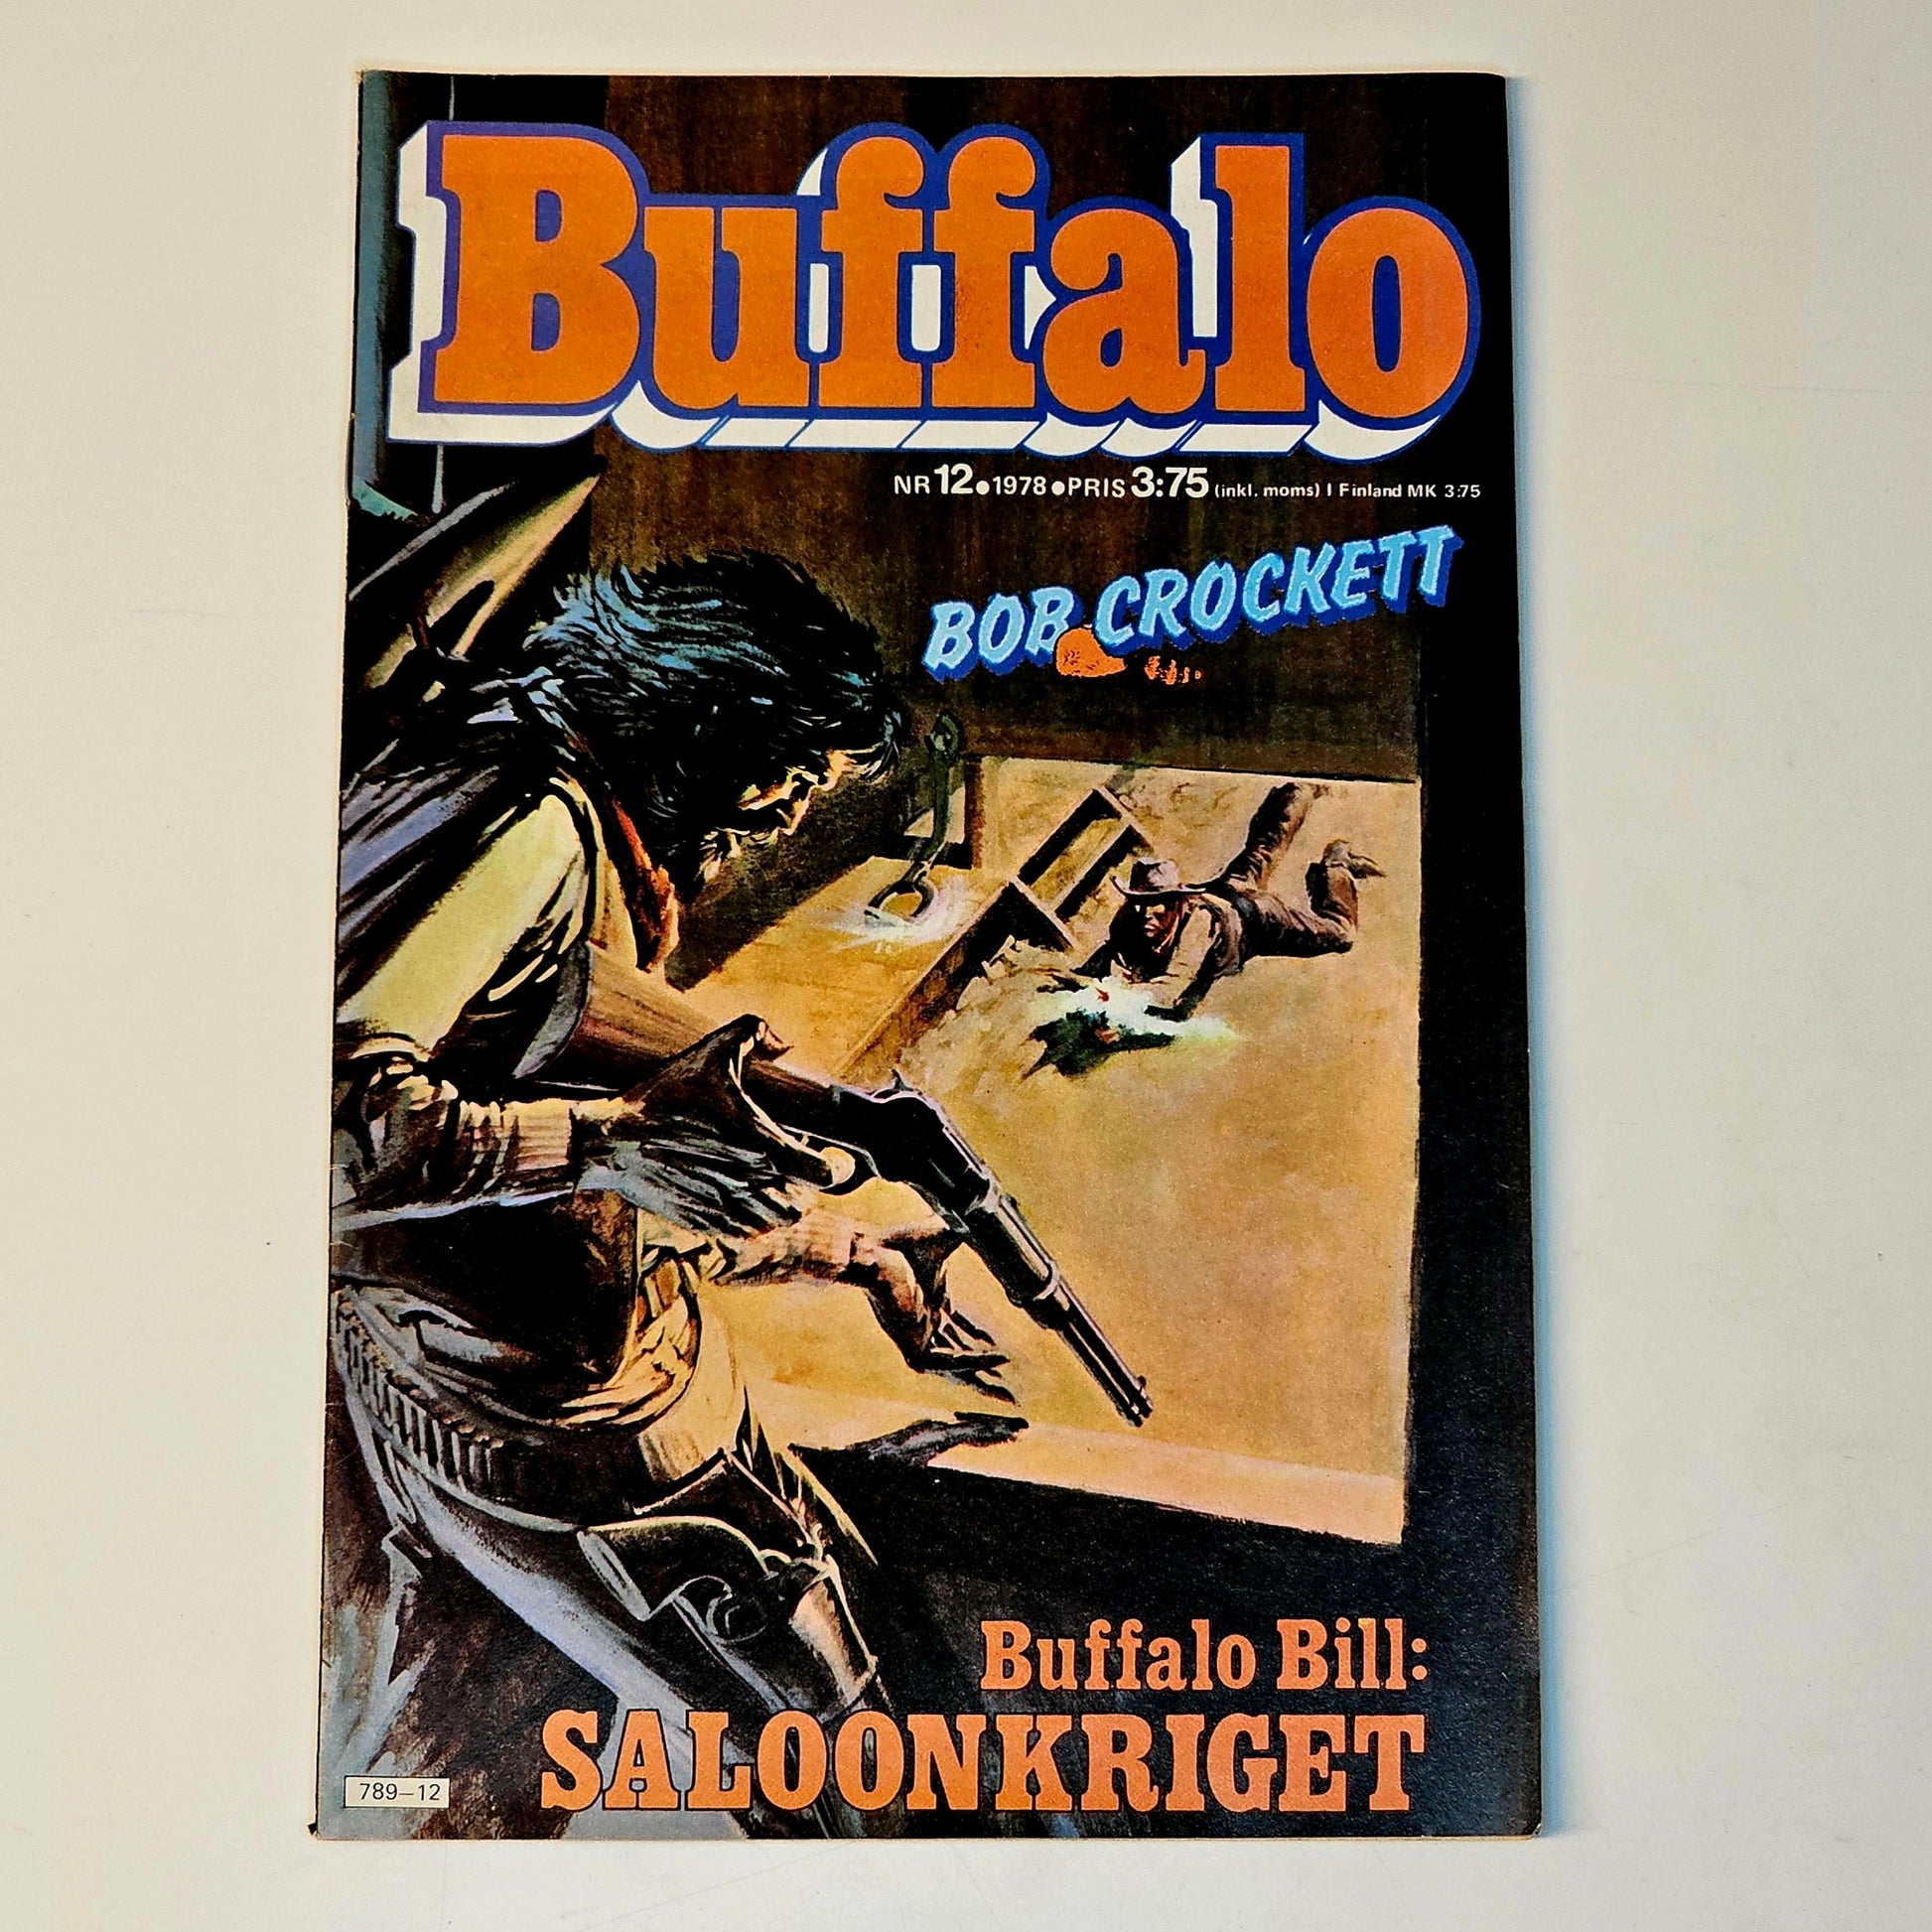 Buffalo
NR 12 • 1978 • PRIS 3:75 (inkl. moms) I Finland MK 3:75
BOB CROCKETT
Buffalo Bill:
SALOONKRIGET
789—12